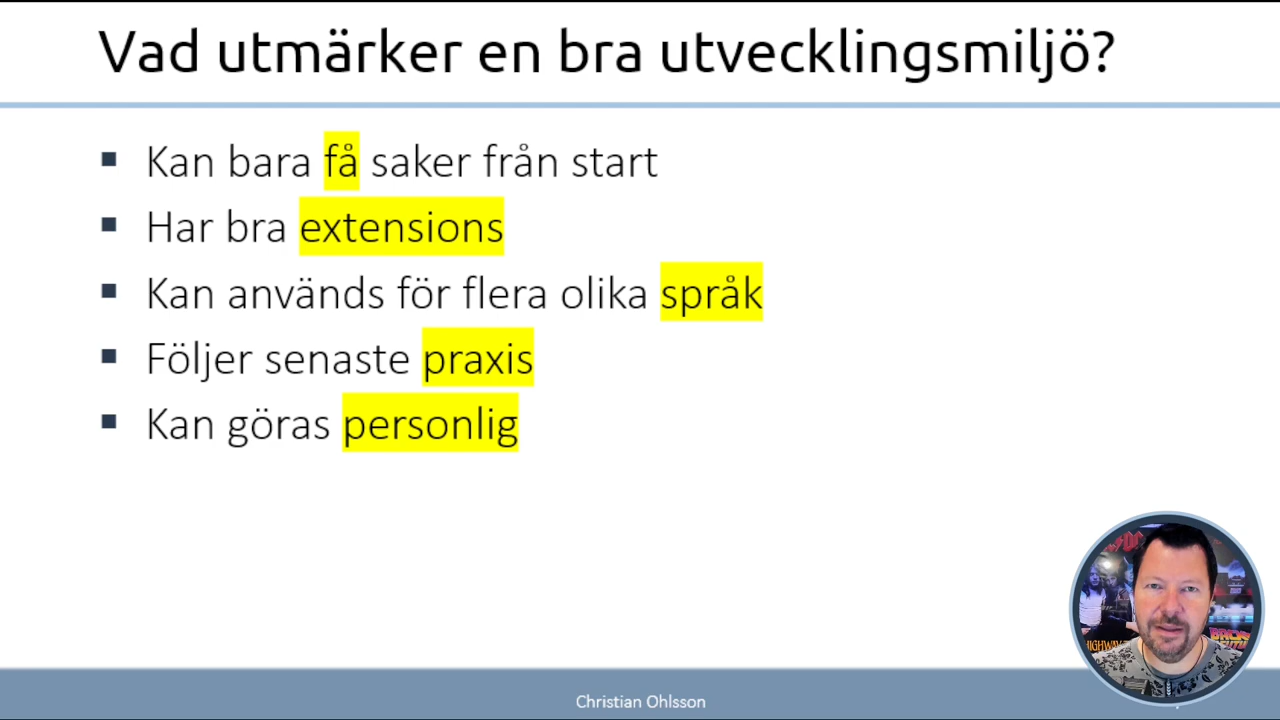 Vad utmärker en bra utvecklingsmiljö?
Kan bara få saker från start
Har bra extensions
Kan används för flera olika språk
Följer senaste praxis
Kan göras personlig
Christian Ohlsson